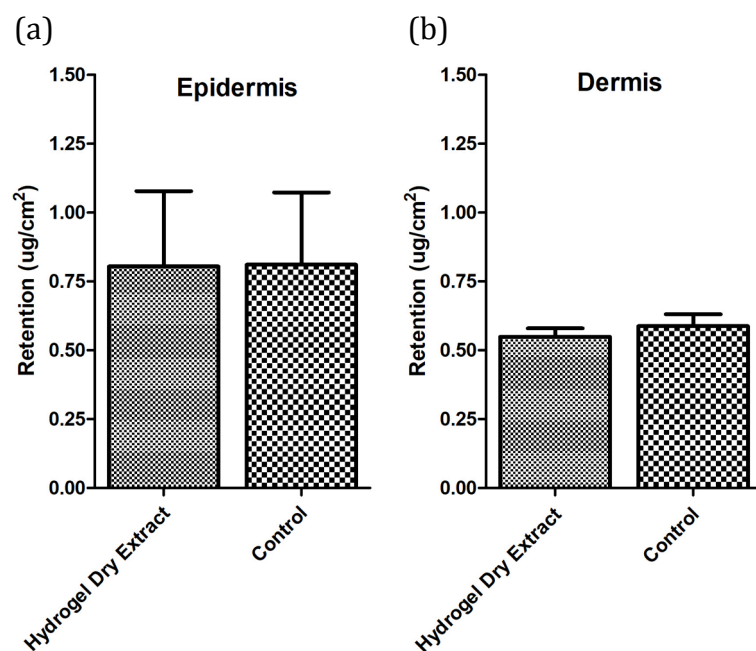 (a)
Epidermis
Retention (ug/cm²)
1.50
1.25
1.00
0.75
0.50
0.25
0.00
Hydrogel Dry Extract
Control
(b)
Dermis
Retention (ug/cm²)
1.50
1.25
1.00
0.75
0.50
0.25
0.00
Hydrogel Dry Extract
Control